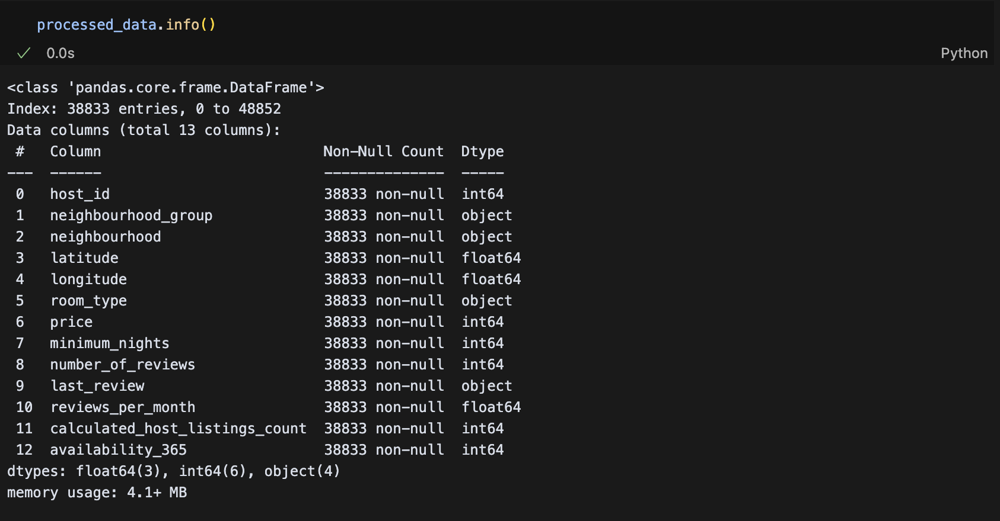 processed_data.info()
0.0s
Python
<class 'pandas.core.frame.DataFrame'>
Index: 38833 entries, 0 to 48852
Data columns (total 13 columns):
 #   Column                          Non-Null Count  Dtype
---  ------                          --------------  -----
 0   host_id                         38833 non-null  int64
 1   neighbourhood_group             38833 non-null  object
 2   neighbourhood                   38833 non-null  object
 3   latitude                        38833 non-null  float64
 4   longitude                       38833 non-null  float64
 5   room_type                       38833 non-null  object
 6   price                           38833 non-null  int64
 7   minimum_nights                  38833 non-null  int64
 8   number_of_reviews               38833 non-null  int64
 9   last_review                     38833 non-null  object
 10  reviews_per_month               38833 non-null  float64
 11  calculated_host_listings_count  38833 non-null  int64
 12  availability_365                38833 non-null  int64
dtypes: float64(3), int64(6), object(4)
memory usage: 4.1+ MB